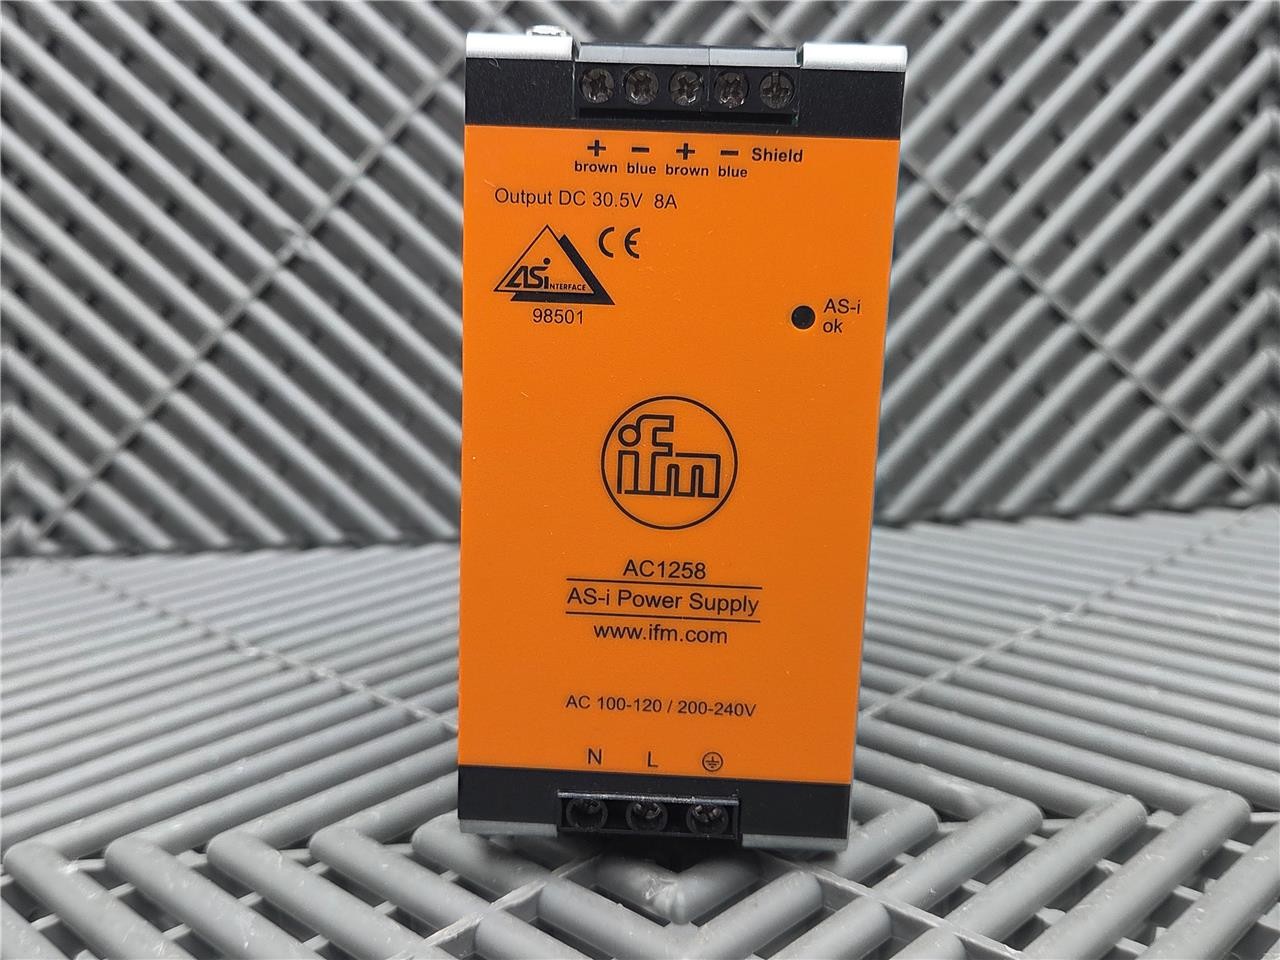 + − + − Shield
brown blue brown blue
Output DC 30.5V 8A
CE
ASi INTERFACE
98501
AS-i
ok
ifm
AC1258
AS-i Power Supply
www.ifm.com
AC 100-120 / 200-240V
N L